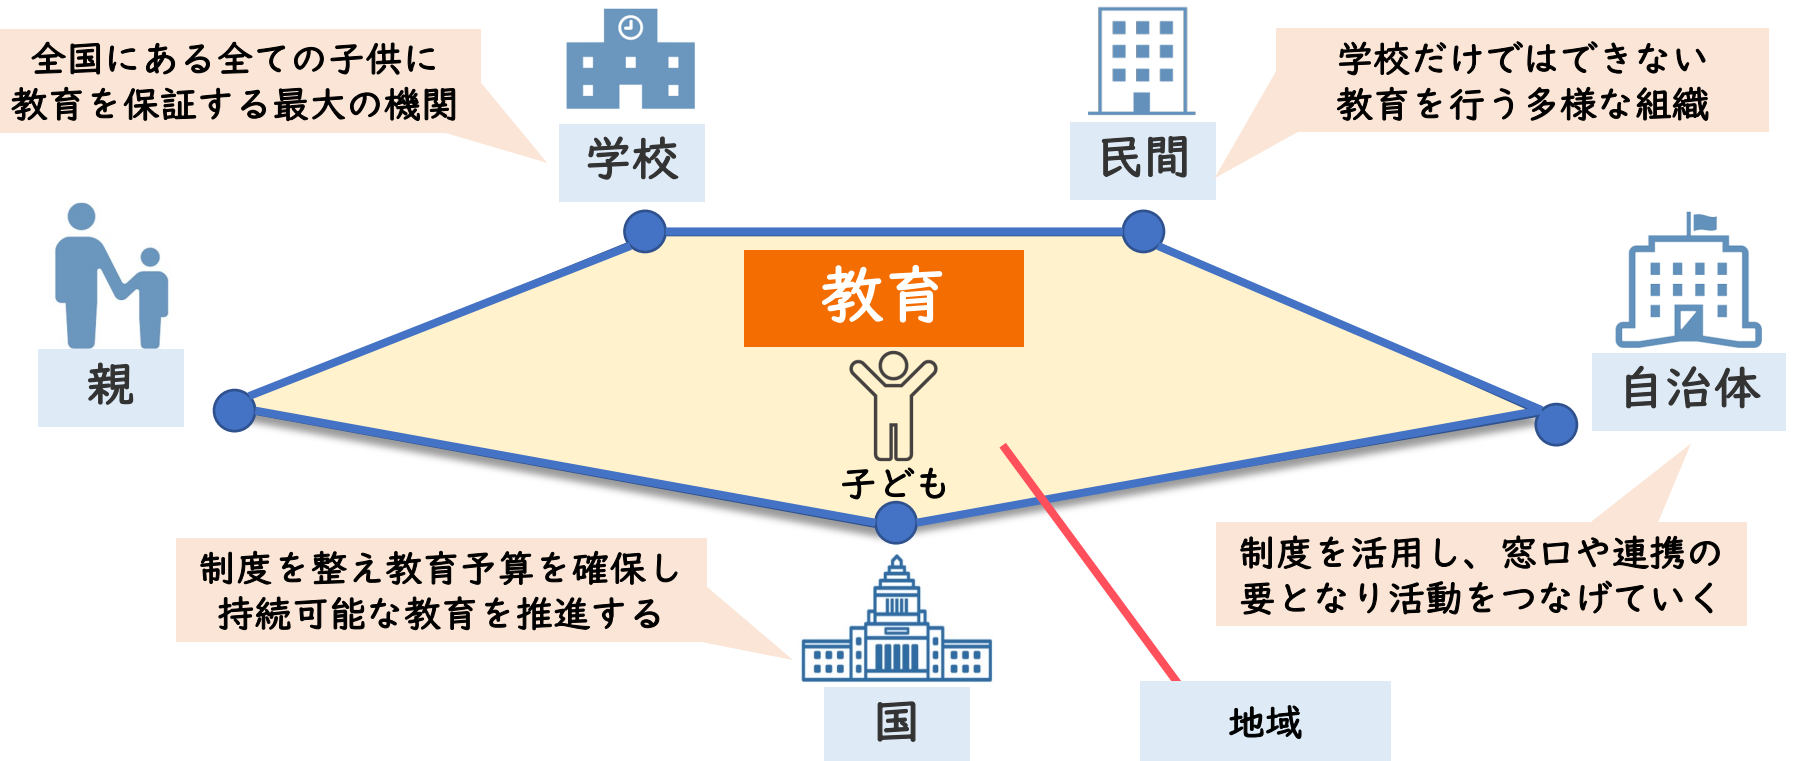 全国にある全ての子供に
教育を保証する最大の機関
学校
民間
学校だけではできない
教育を行う多様な組織
親
教育
自治体
子ども
制度を整え教育予算を確保し
持続可能な教育を推進する
国
制度を活用し、窓口や連携の
要となり活動をつなげていく
地域